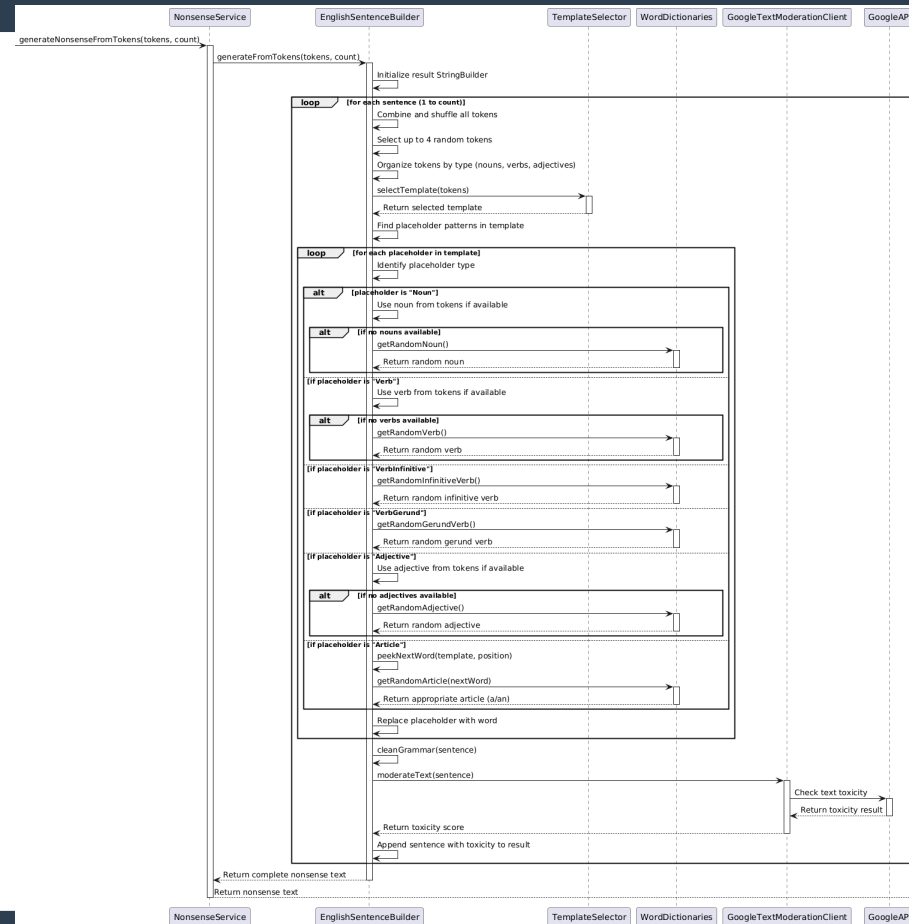 NonsenseService
EnglishSentenceBuilder
TemplateSelector
WordDictionaries
GoogleTextModerationClient
GoogleAP
generateNonsenseFromTokens(tokens, count)
generateFromTokens(tokens, count)
Initialize result StringBuilder
loop [for each sentence (1 to count)]
Combine and shuffle all tokens
Select up to 4 random tokens
Organize tokens by type (nouns, verbs, adjectives)
selectTemplate(tokens)
Return selected template
Find placeholder patterns in template
loop [for each placeholder in template]
Identify placeholder type
alt [placeholder is "Noun"]
Use noun from tokens if available
alt [if no nouns available]
getRandomNoun()
Return random noun
[if placeholder is "Verb"]
Use verb from tokens if available
alt [if no verbs available]
getRandomVerb()
Return random verb
[if placeholder is "VerbInfinitive"]
getRandomInfinitiveVerb()
Return random infinitive verb
[if placeholder is "VerbGerund"]
getRandomGerundVerb()
Return random gerund verb
[if placeholder is "Adjective"]
Use adjective from tokens if available
alt [if no adjectives available]
getRandomAdjective()
Return random adjective
[if placeholder is "Article"]
peekNextWord(template, position)
getRandomArticle(nextWord)
Return appropriate article (a/an)
Replace placeholder with word
cleanGrammar(sentence)
moderateText(sentence)
Check text toxicity
Return toxicity result
Return toxicity score
Append sentence with toxicity to result
Return complete nonsense text
Return nonsense text
NonsenseService
EnglishSentenceBuilder
TemplateSelector
WordDictionaries
GoogleTextModerationClient
GoogleAP